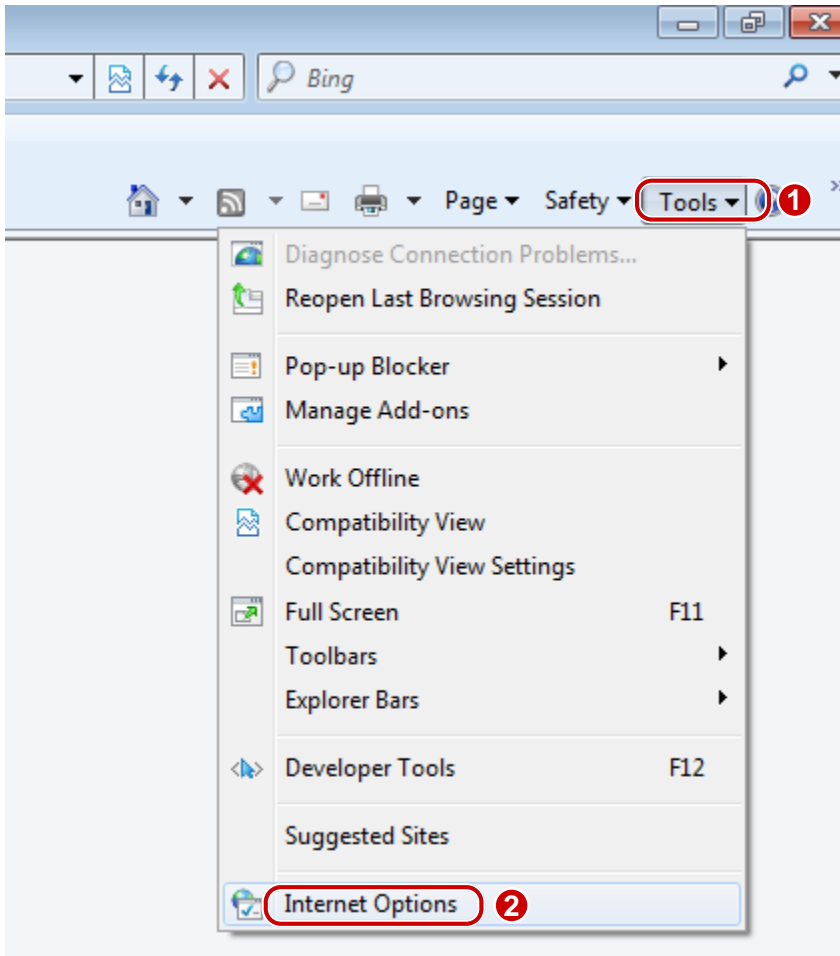 Bing
Page Safety Tools 1
Diagnose Connection Problems...
Reopen Last Browsing Session
Pop-up Blocker
Manage Add-ons
Work Offline
Compatibility View
Compatibility View Settings
Full Screen F11
Toolbars
Explorer Bars
Developer Tools F12
Suggested Sites
Internet Options 2